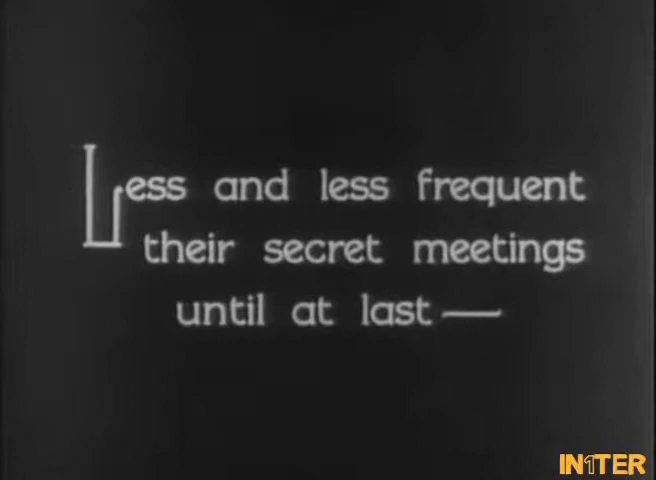 Less and less frequent
their secret meetings
until at last —
IN1TER